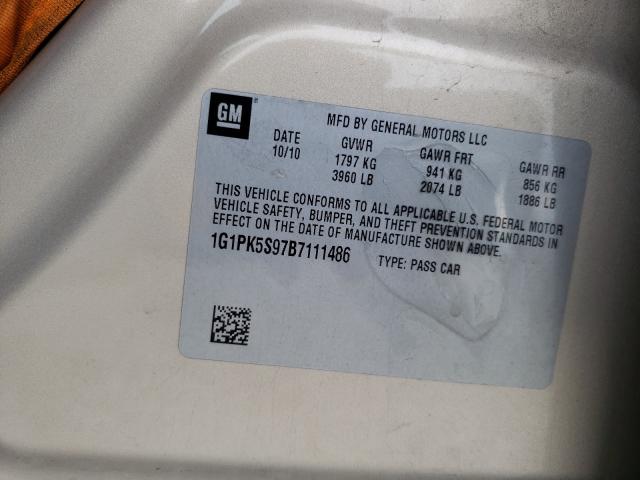 GM
MFD BY GENERAL MOTORS LLC
DATE GVWR GAWR FRT GAWR RR
10/10 1797 KG 941 KG 856 KG
3960 LB 2074 LB 1886 LB
THIS VEHICLE CONFORMS TO ALL APPLICABLE U.S. FEDERAL MOTOR
VEHICLE SAFETY, BUMPER, AND THEFT PREVENTION STANDARDS IN
EFFECT ON THE DATE OF MANUFACTURE SHOWN ABOVE.
1G1PK5S97B7111486
TYPE: PASS CAR